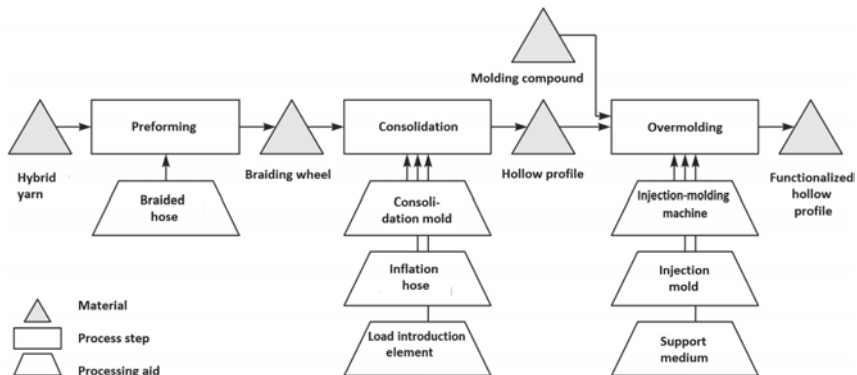 Molding compound
Preforming
Consolidation
Overmolding
Hybrid
yarn
Braiding wheel
Hollow profile
Functionalized
hollow
profile
Braided
hose
Consoli-
dation mold
Injection-molding
machine
Inflation
hose
Injection
mold
Load introduction
element
Support
medium
Material
Process step
Processing aid